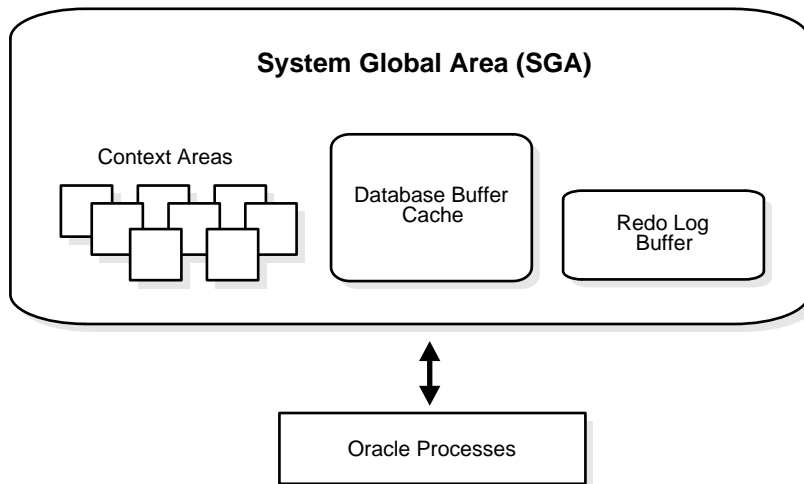 System Global Area (SGA)
Context Areas
Database Buffer
Cache
Redo Log
Buffer
Oracle Processes